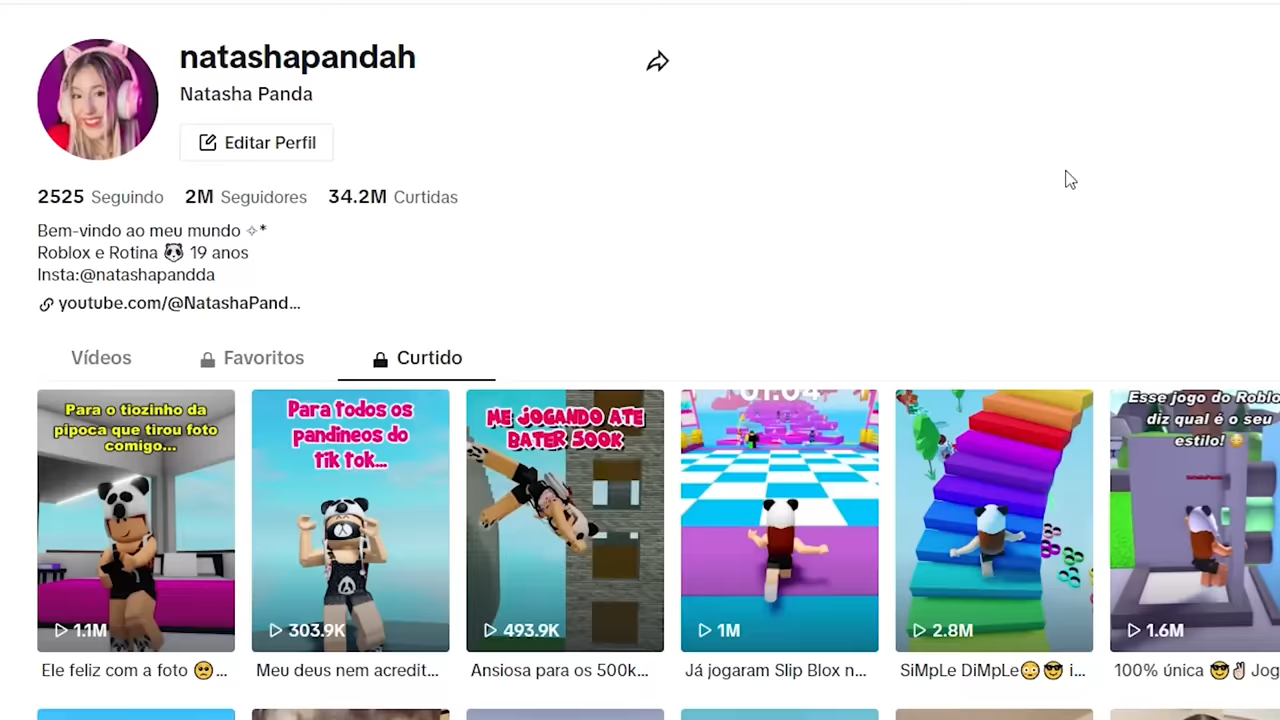 natashapandah
Natasha Panda
Editar Perfil
2525 Seguindo 2M Seguidores 34.2M Curtidas
Bem-vindo ao meu mundo ✧*
Roblox e Rotina 🐼 19 anos
Insta:@natashapandda
youtube.com/@NatashaPand...
Vídeos Favoritos Curtido
Para o tiozinho da
pipoca que tirou foto
comigo...
1.1M
Ele feliz com a foto 🥺...
Para todos os
pandineos do
tik tok...
303.9K
Meu deus nem acredit...
ME JOGANDO ATE
BATER 500K
493.9K
Ansiosa para os 500k...
01:04
1M
Já jogaram Slip Blox n...
2.8M
SiMpLe DiMpLe😳😎 i...
Esse jogo do Roblo
diz qual é o seu
estilo!
1.6M
100% única 😎✌🏻 Jog